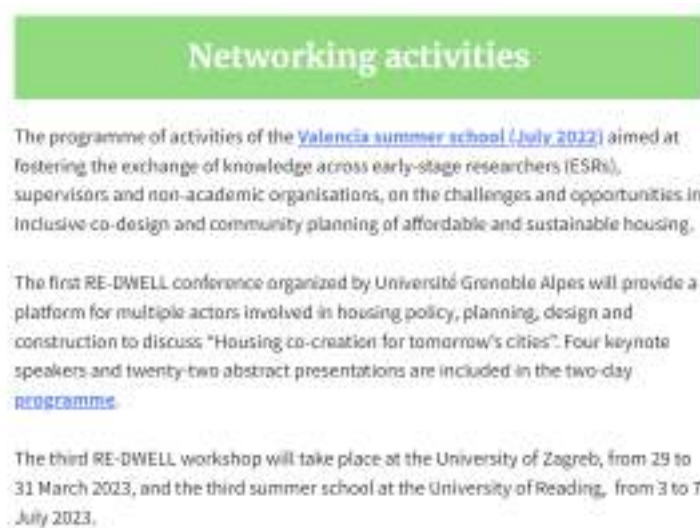 Networking activities
The programme of activities of the Valencia summer school (July 2022) aimed at
fostering the exchange of knowledge across early-stage researchers (ESRs),
supervisors and non-academic organisations, on the challenges and opportunities in
inclusive co-design and community planning of affordable and sustainable housing.
The first RE-DWELL conference organized by Université Grenoble Alpes will provide a
platform for multiple actors involved in housing policy, planning, design and
construction to discuss "Housing co-creation for tomorrow's cities". Four keynote
speakers and twenty-two abstract presentations are included in the two-day
programme.
The third RE-DWELL workshop will take place at the University of Zagreb, from 29 to
31 March 2023, and the third summer school at the University of Reading, from 3 to 7
July 2023.